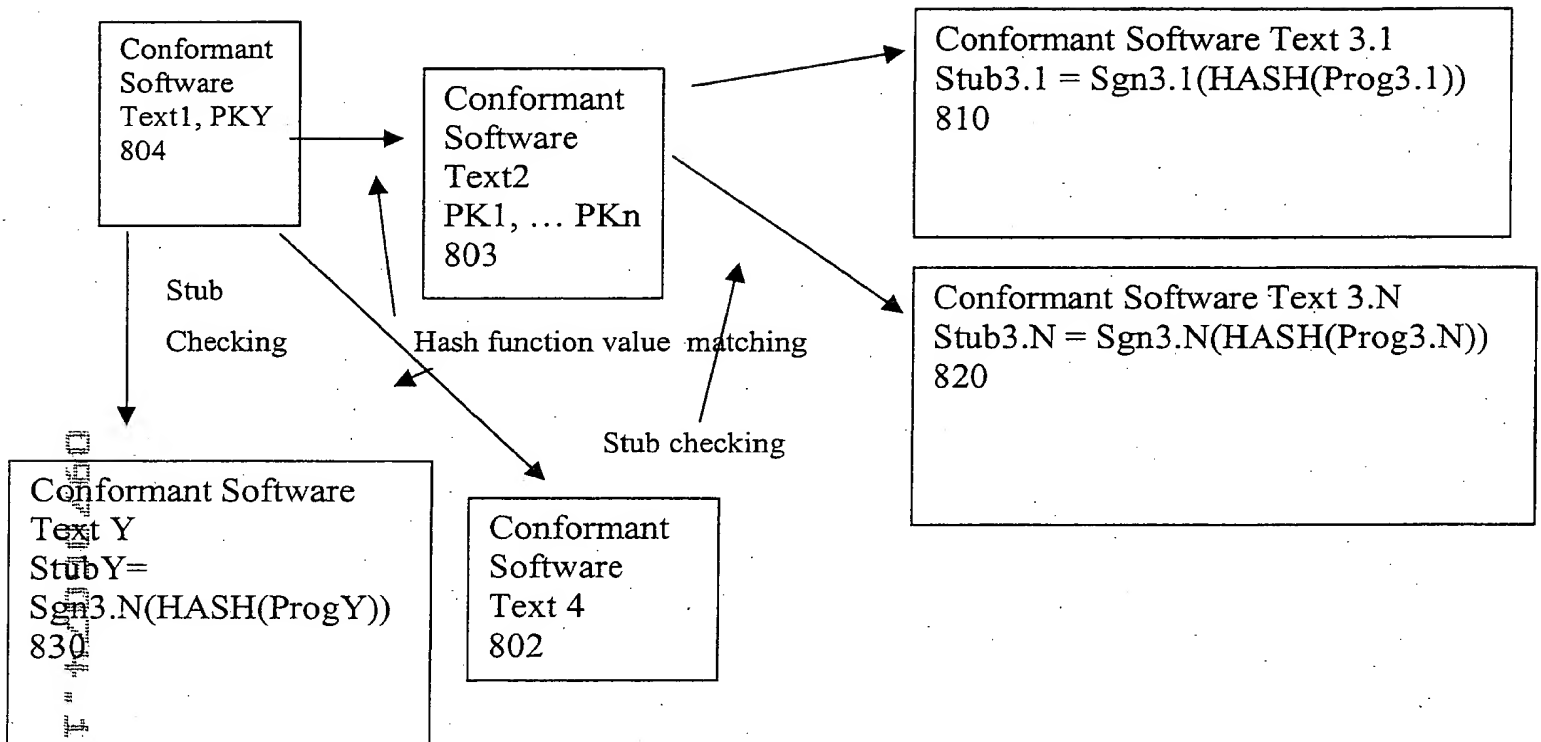 Conformant
Software
Text1, PKY
804
Conformant
Software
Text2
PK1, ... PKn
803
Conformant Software Text 3.1
Stub3.1 = Sgn3.1(HASH(Prog3.1))
810
Conformant Software Text 3.N
Stub3.N = Sgn3.N(HASH(Prog3.N))
820
Stub
Checking
Hash function value matching
Stub checking
Conformant Software
Text Y
StubY=
Sgn3.N(HASH(ProgY))
830
Conformant
Software
Text 4
802